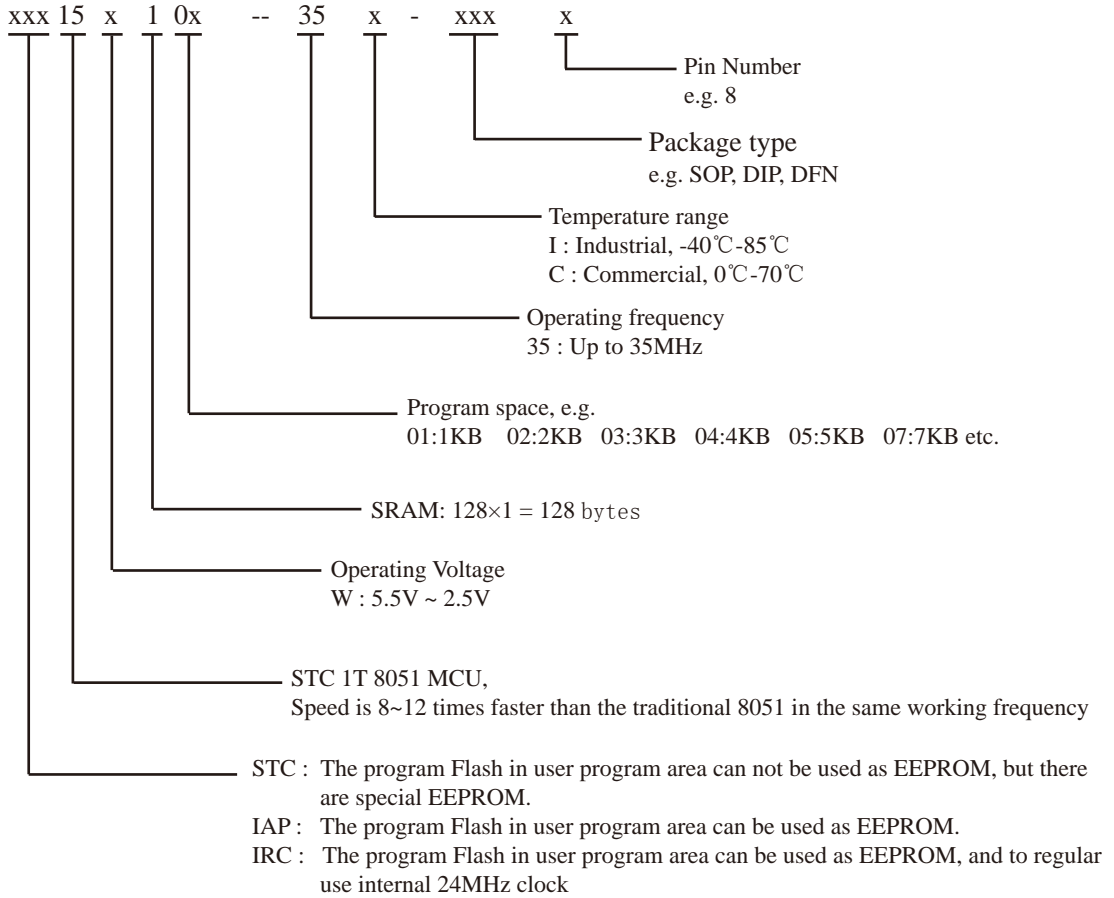 xxx 15 x 1 0x -- 35 x - xxx x
Pin Number
e.g. 8
Package type
e.g. SOP, DIP, DFN
Temperature range
I : Industrial, -40℃-85℃
C : Commercial, 0℃-70℃
Operating frequency
35 : Up to 35MHz
Program space, e.g.
01:1KB 02:2KB 03:3KB 04:4KB 05:5KB 07:7KB etc.
SRAM: 128×1 = 128 bytes
Operating Voltage
W : 5.5V ~ 2.5V
STC 1T 8051 MCU,
Speed is 8~12 times faster than the traditional 8051 in the same working frequency
STC : The program Flash in user program area can not be used as EEPROM, but there
are special EEPROM.
IAP : The program Flash in user program area can be used as EEPROM.
IRC : The program Flash in user program area can be used as EEPROM, and to regular
use internal 24MHz clock